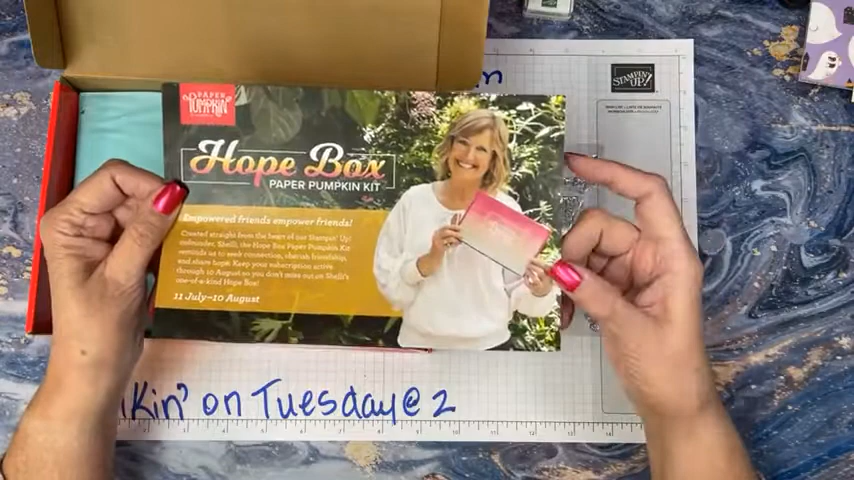 PAPER
PUMPKIN
STAMPIN' UP!
Hope Box
PAPER PUMPKIN KIT
Empowered friends empower friends!
Created straight from the heart of our Stampin' Up!
cofounder, Shelli, the Hope Box Paper Pumpkin Kit
reminds us to seek connection, cherish time,
and share hope. Keep your subscription active
through to August so you don't miss out on Shelli's
one-of-a-kind Hope Box!
11 July–10 August
kin' on Tuesday @ 2